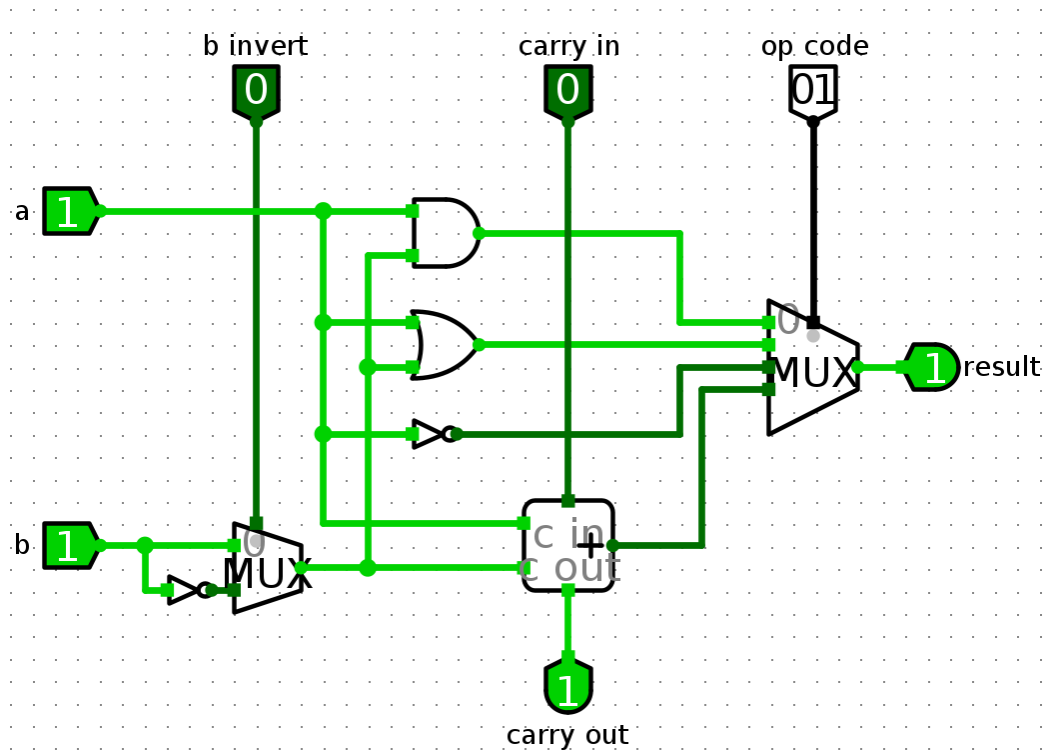 b invert
carry in
op code
0
0
01
a
1
0
MUX
1
result
b
1
0
MUX
c in
+
c out
1
carry out